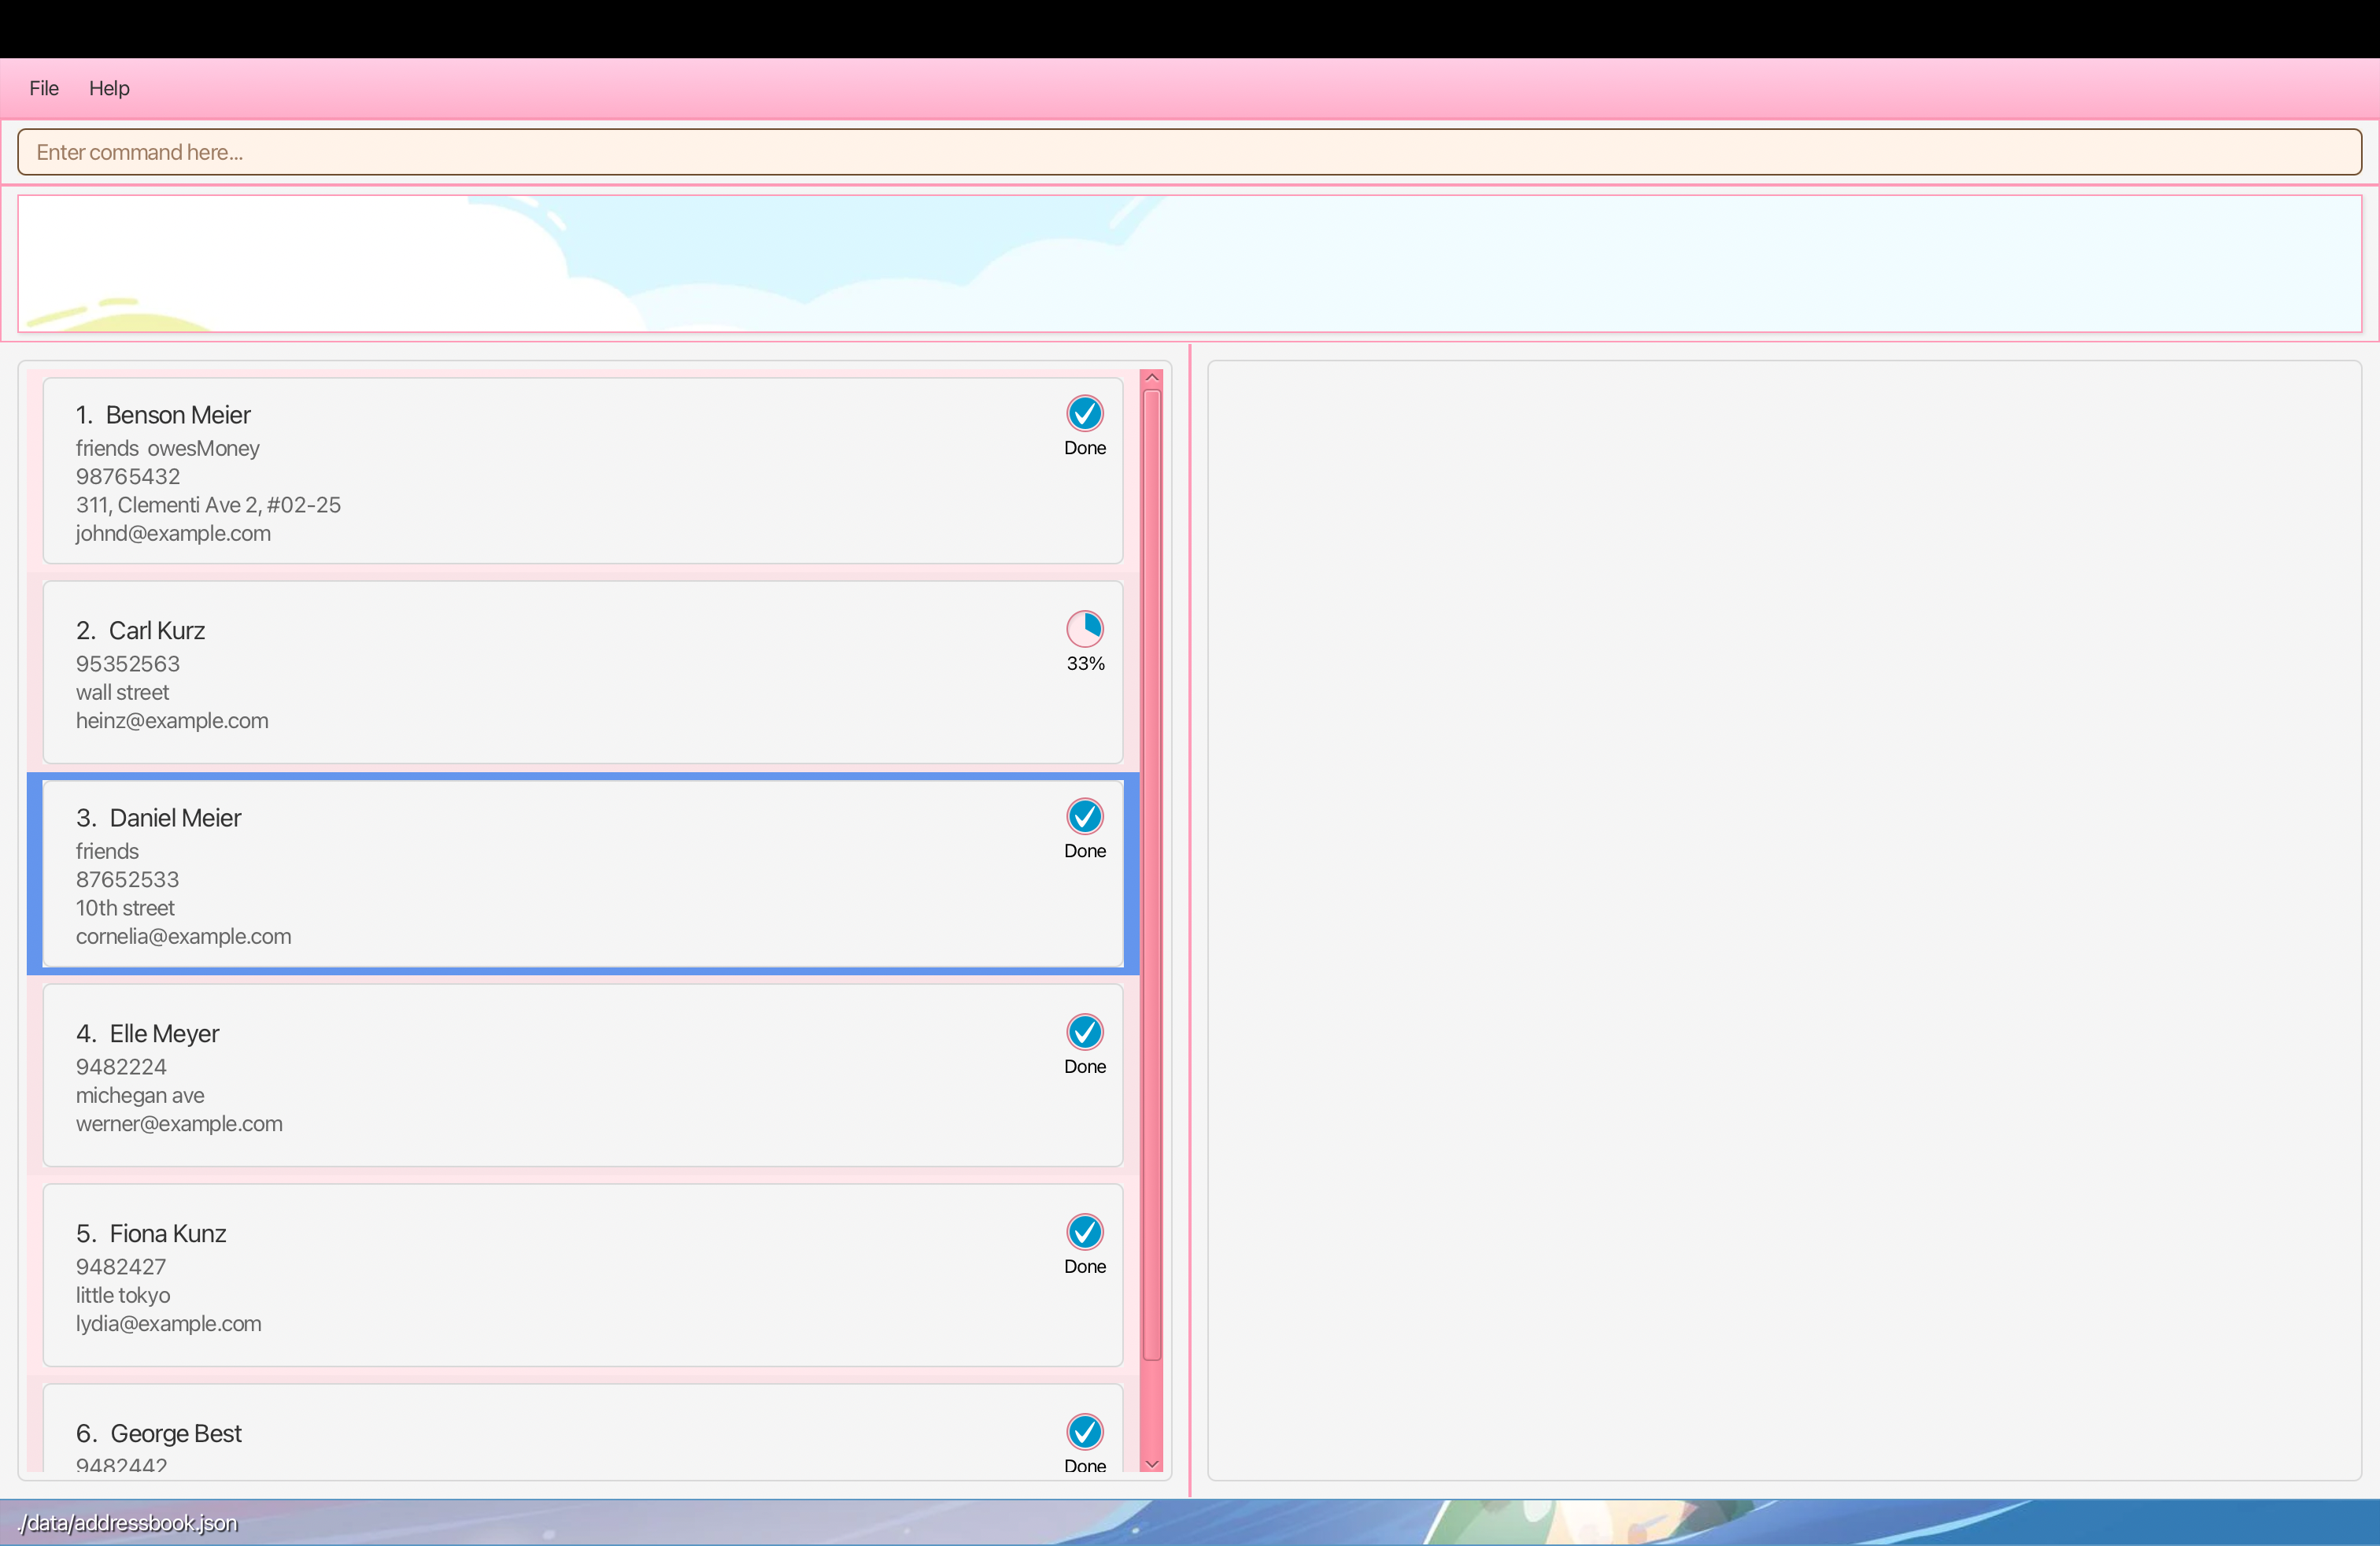 File Help
Enter command here...
1. Benson Meier
Done
friends owesMoney
98765432
311, Clementi Ave 2, #02-25
johnd@example.com
2. Carl Kurz
33%
95352563
wall street
heinz@example.com
3. Daniel Meier
Done
friends
87652533
10th street
cornelia@example.com
4. Elle Meyer
Done
9482224
michegan ave
werner@example.com
5. Fiona Kunz
Done
9482427
little tokyo
lydia@example.com
6. George Best
Done
9482442
./data/addressbook.json